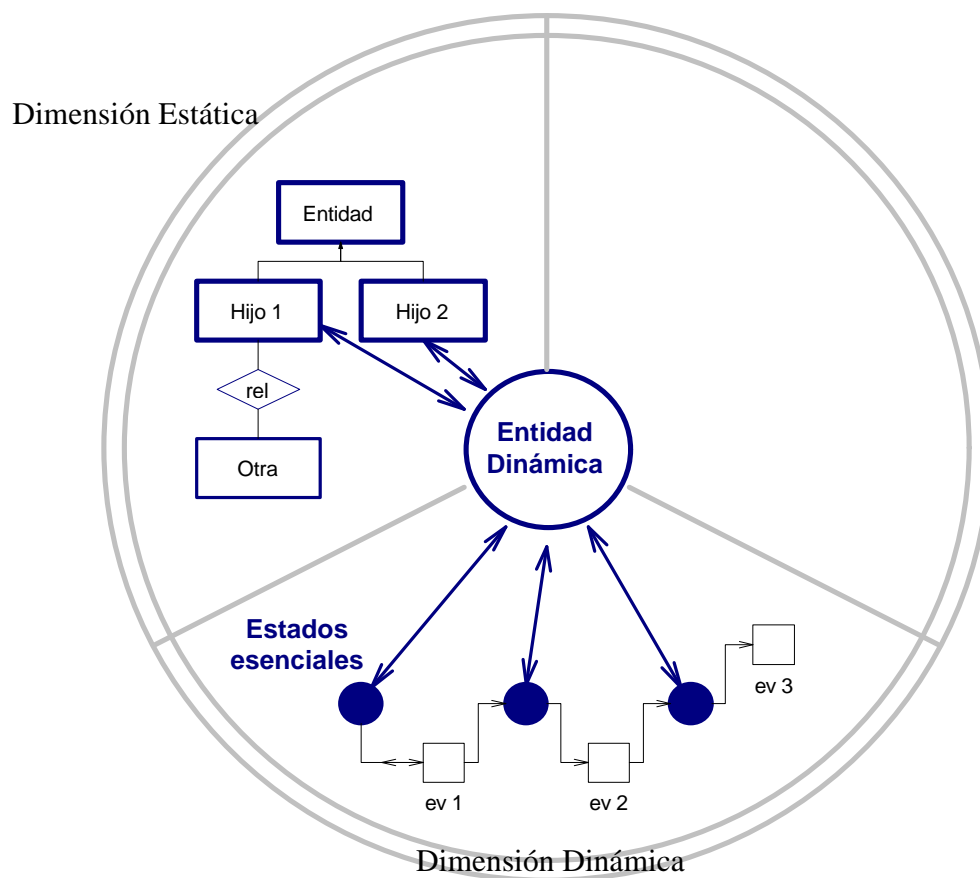 Dimensión Estática
Entidad
Hijo 1
Hijo 2
rel
Otra
Entidad
Dinámica
Estados
esenciales
ev 3
ev 1
ev 2
Dimensión Dinámica